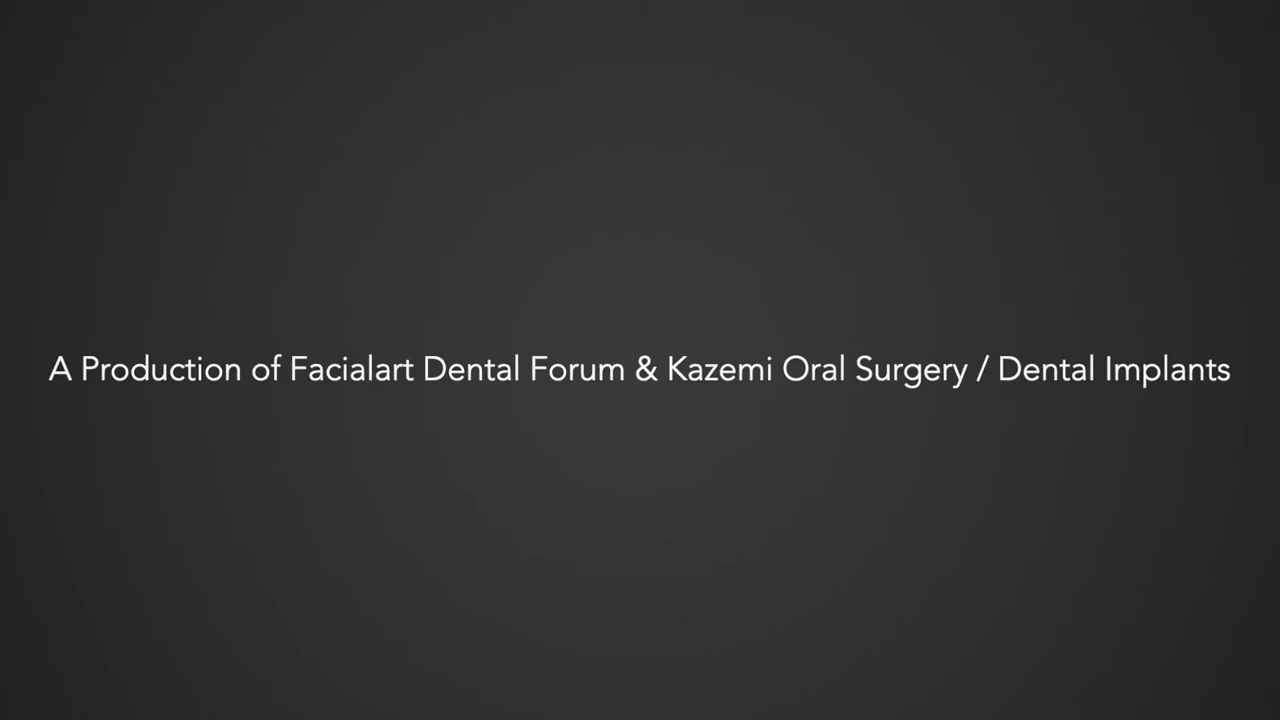 A Production of Facialart Dental Forum & Kazemi Oral Surgery / Dental Implants